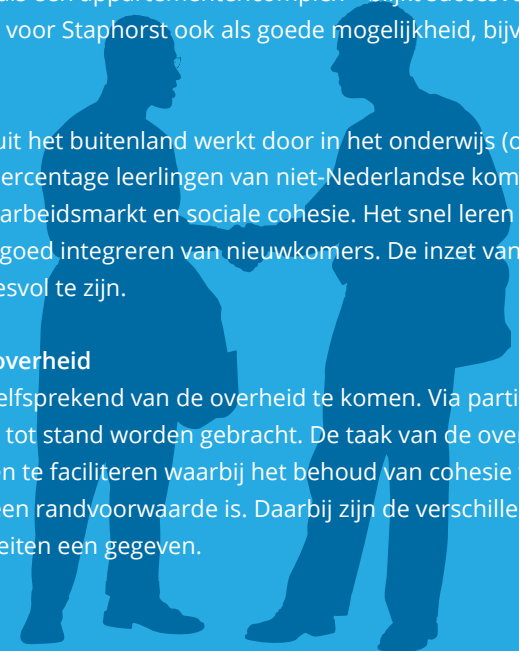 voor Staphorst ook als goede mogelijkheid, bijv
uit het buitenland werkt door in het onderwijs (o
ercentage leerlingen van niet-Nederlandse kom
arbeidsmarkt en sociale cohesie. Het snel leren
goed integreren van nieuwkomers. De inzet van
esvol te zijn.
overheid
elfsprekend van de overheid te komen. Via parti
tot stand worden gebracht. De taak van de over
en te faciliteren waarbij het behoud van cohesie
een randvoorwaarde is. Daarbij zijn de verschille
eiten een gegeven.